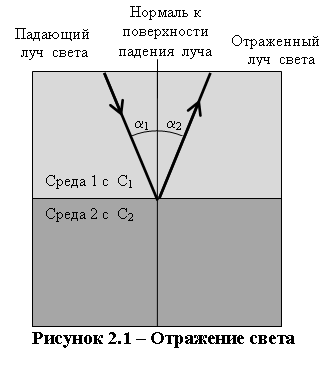 Падающий
луч света
Нормаль к
поверхности
падения луча
Отраженный
луч света
α1 α2
Среда 1 с C1
Среда 2 с C2
Рисунок 2.1 – Отражение света